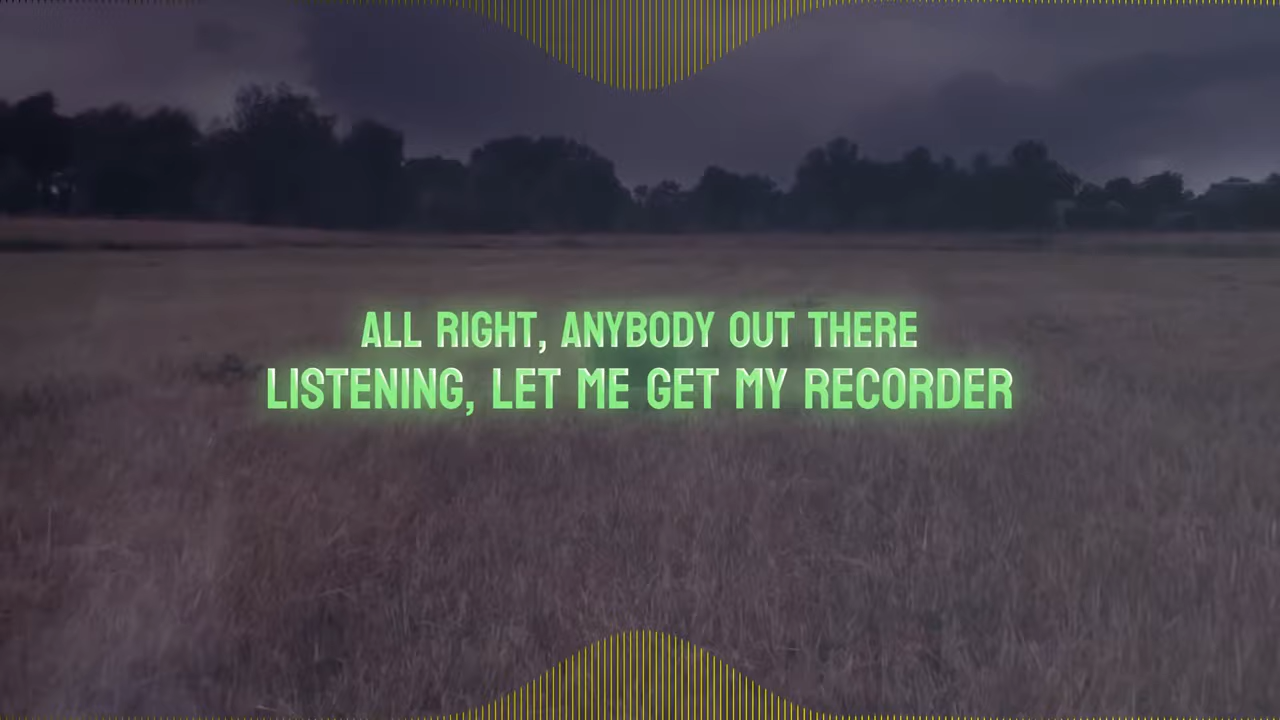 ALL RIGHT, ANYBODY OUT THERE
LISTENING, LET ME GET MY RECORDER